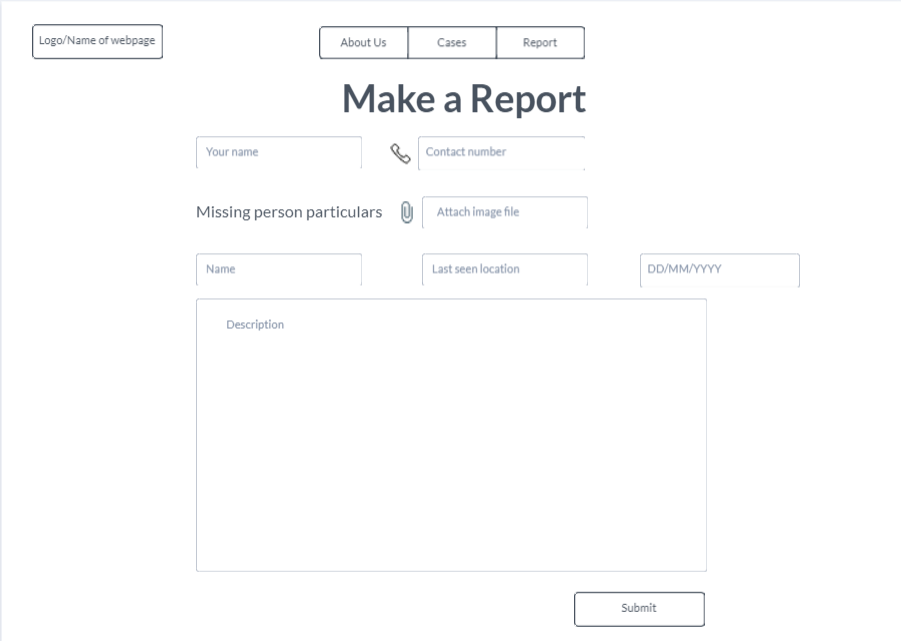 Logo/Name of webpage
About Us Cases Report
Make a Report
Your name Contact number
Missing person particulars Attach image file
Name Last seen location DD/MM/YYYY
Description
Submit